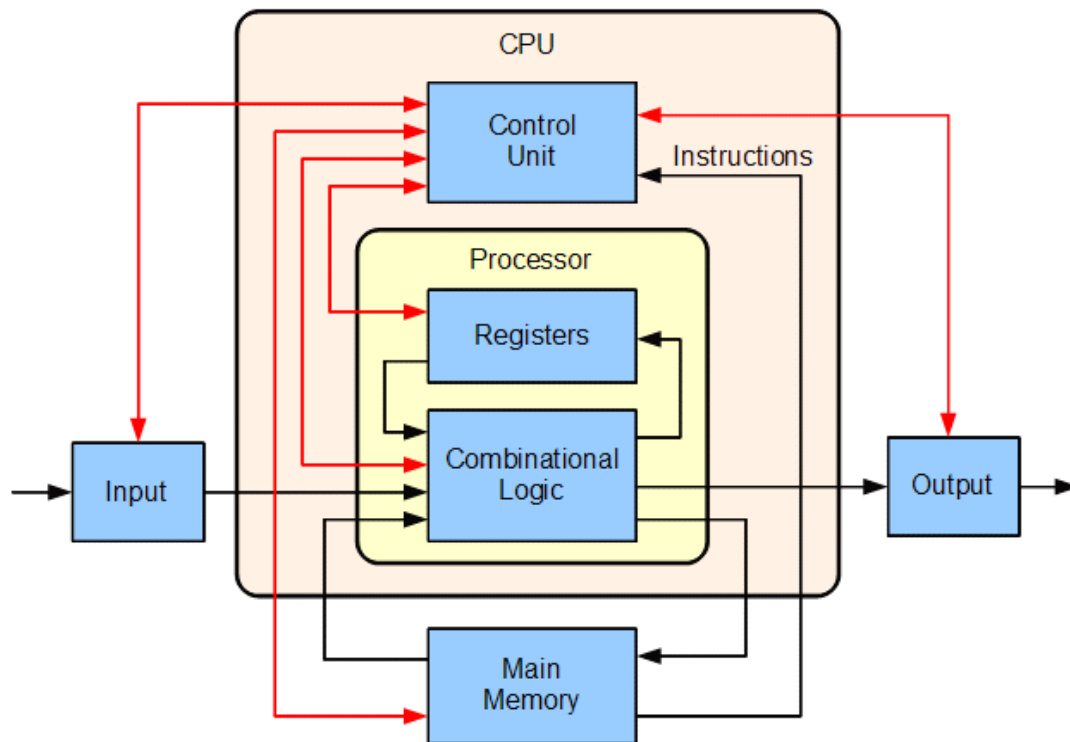 CPU
Control
Unit
Instructions
Processor
Registers
Combinational
Logic
Input
Output
Main
Memory